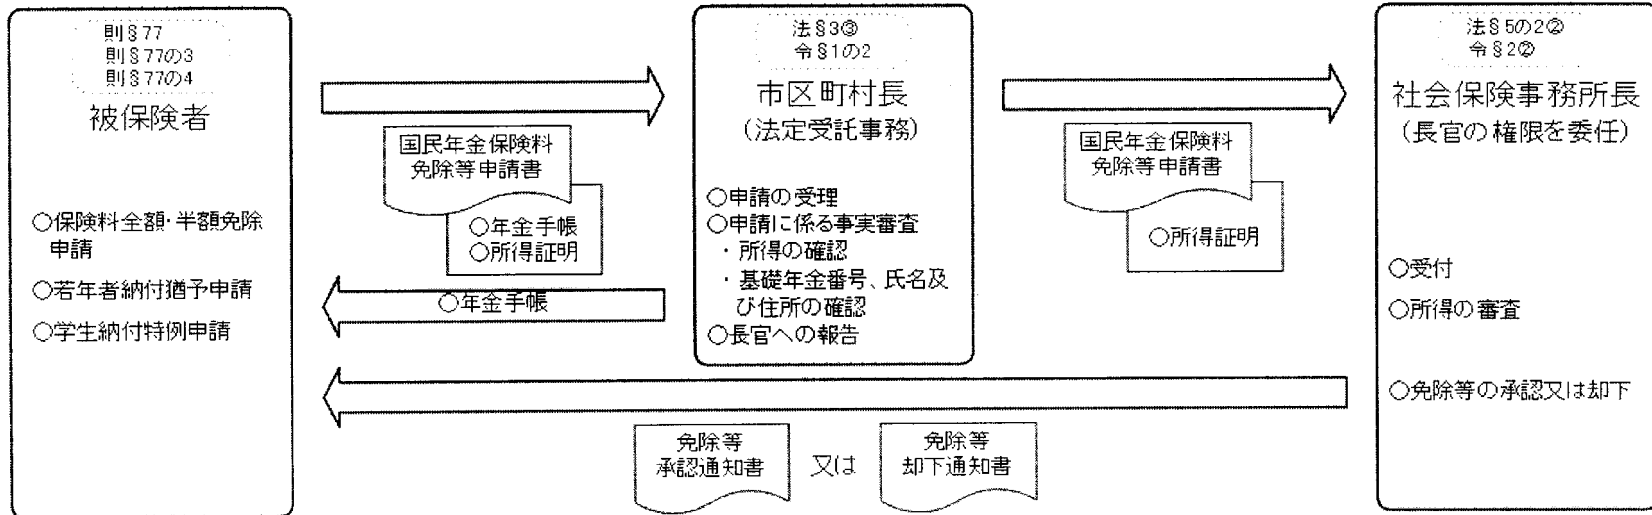 則§77
則§77の3
則§77の4
被保険者
○保険料全額･半額免除
申請
○若年者納付猶予申請
○学生納付特例申請
国民年金保険料
免除等申請書
○年金手帳
○所得証明
○年金手帳
法§3③
令§1の2
市区町村長
(法定受託事務)
○申請の受理
○申請に係る事実審査
・所得の確認
・基礎年金番号、氏名及
び住所の確認
○長官への報告
国民年金保険料
免除等申請書
○所得証明
法§5の2②
令§2②
社会保険事務所長
(長官の権限を委任)
○受付
○所得の審査
○免除等の承認又は却下
免除等
承認通知書
又は
免除等
却下通知書